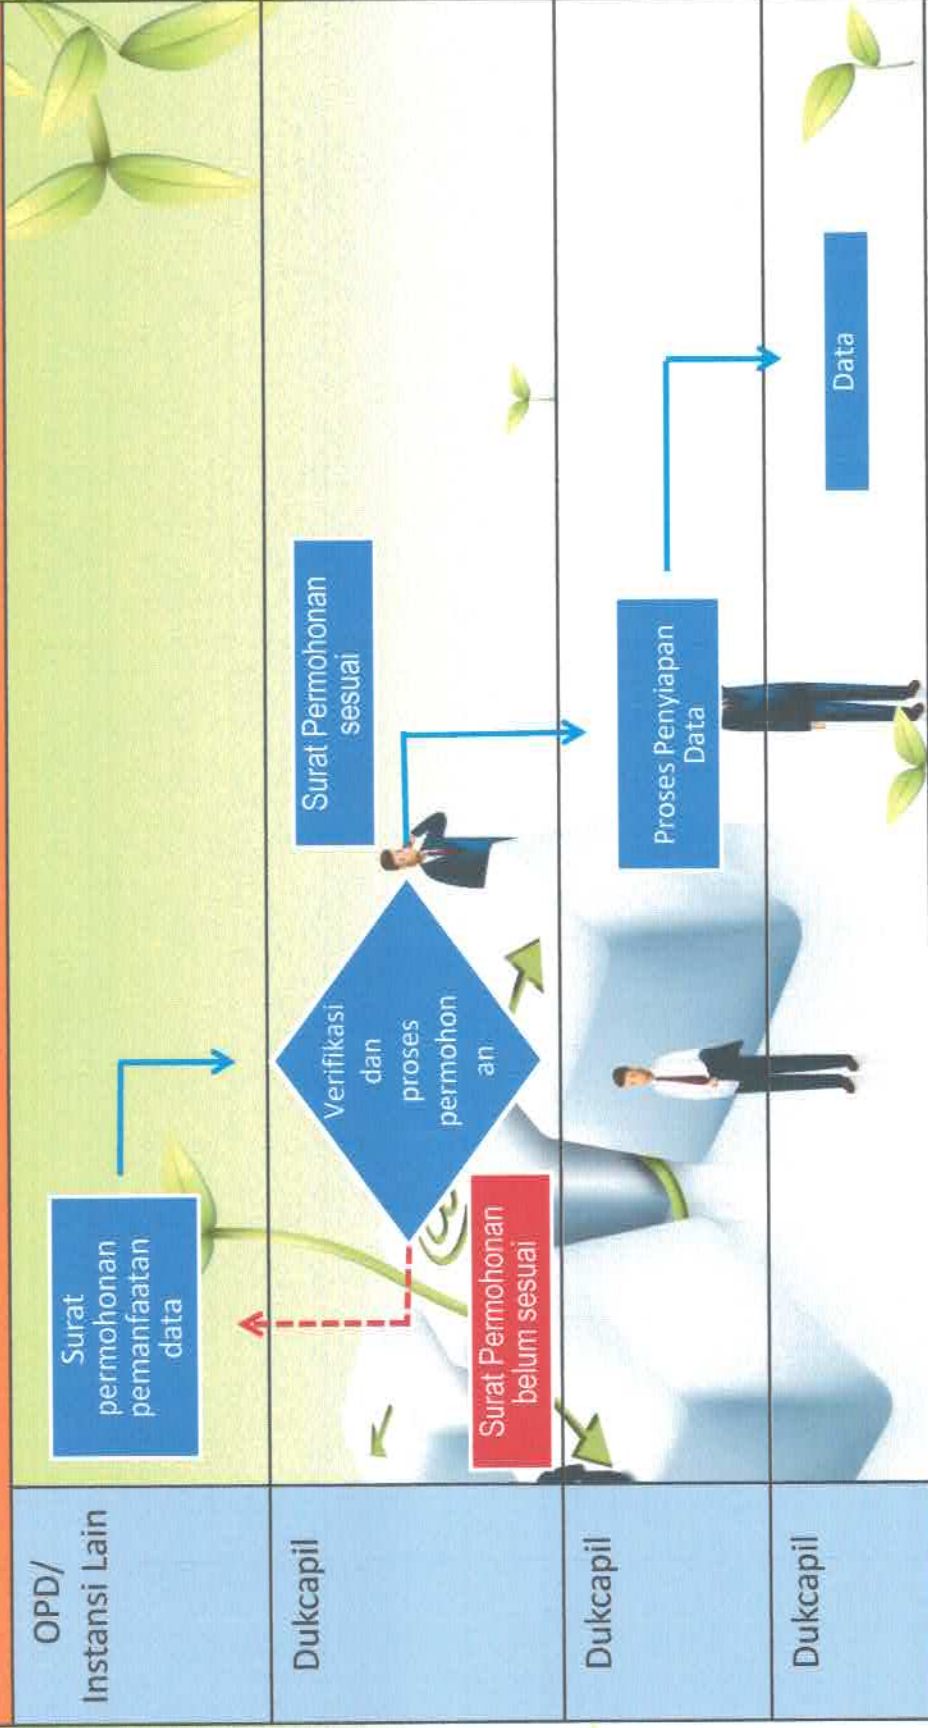 OPD/
Instansi Lain
Surat
permohonan
pemanfaatan
data
Dukcapil
Verifikasi
dan
proses
permohon
an
Surat Permohonan
belum sesuai
Surat Permohonan
sesuai
Dukcapil
Proses Penyiapan
Data
Dukcapil
Data